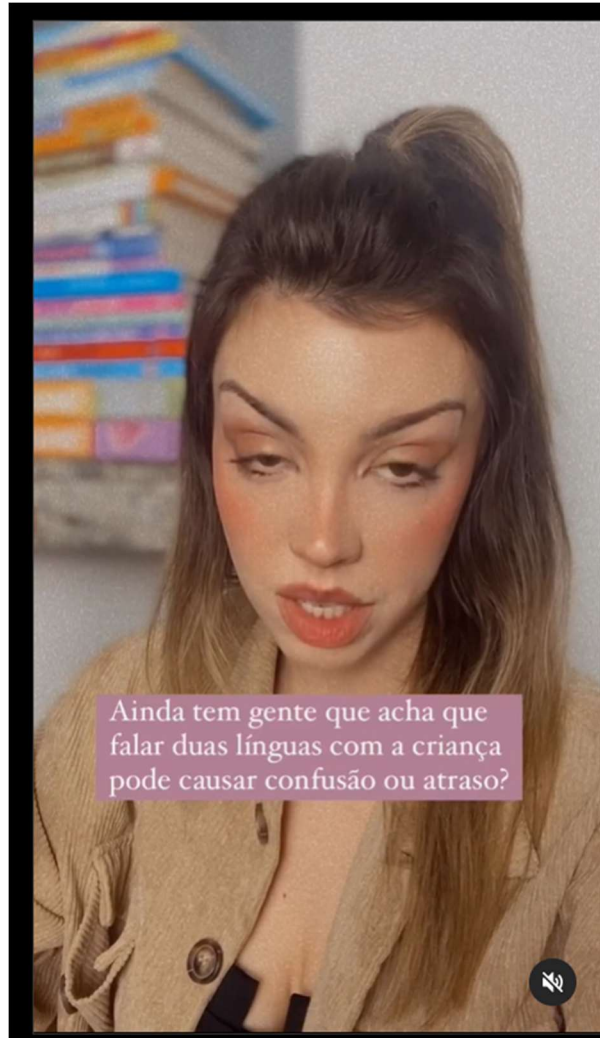 Ainda tem gente que acha que
falar duas línguas com a criança
pode causar confusão ou atraso?